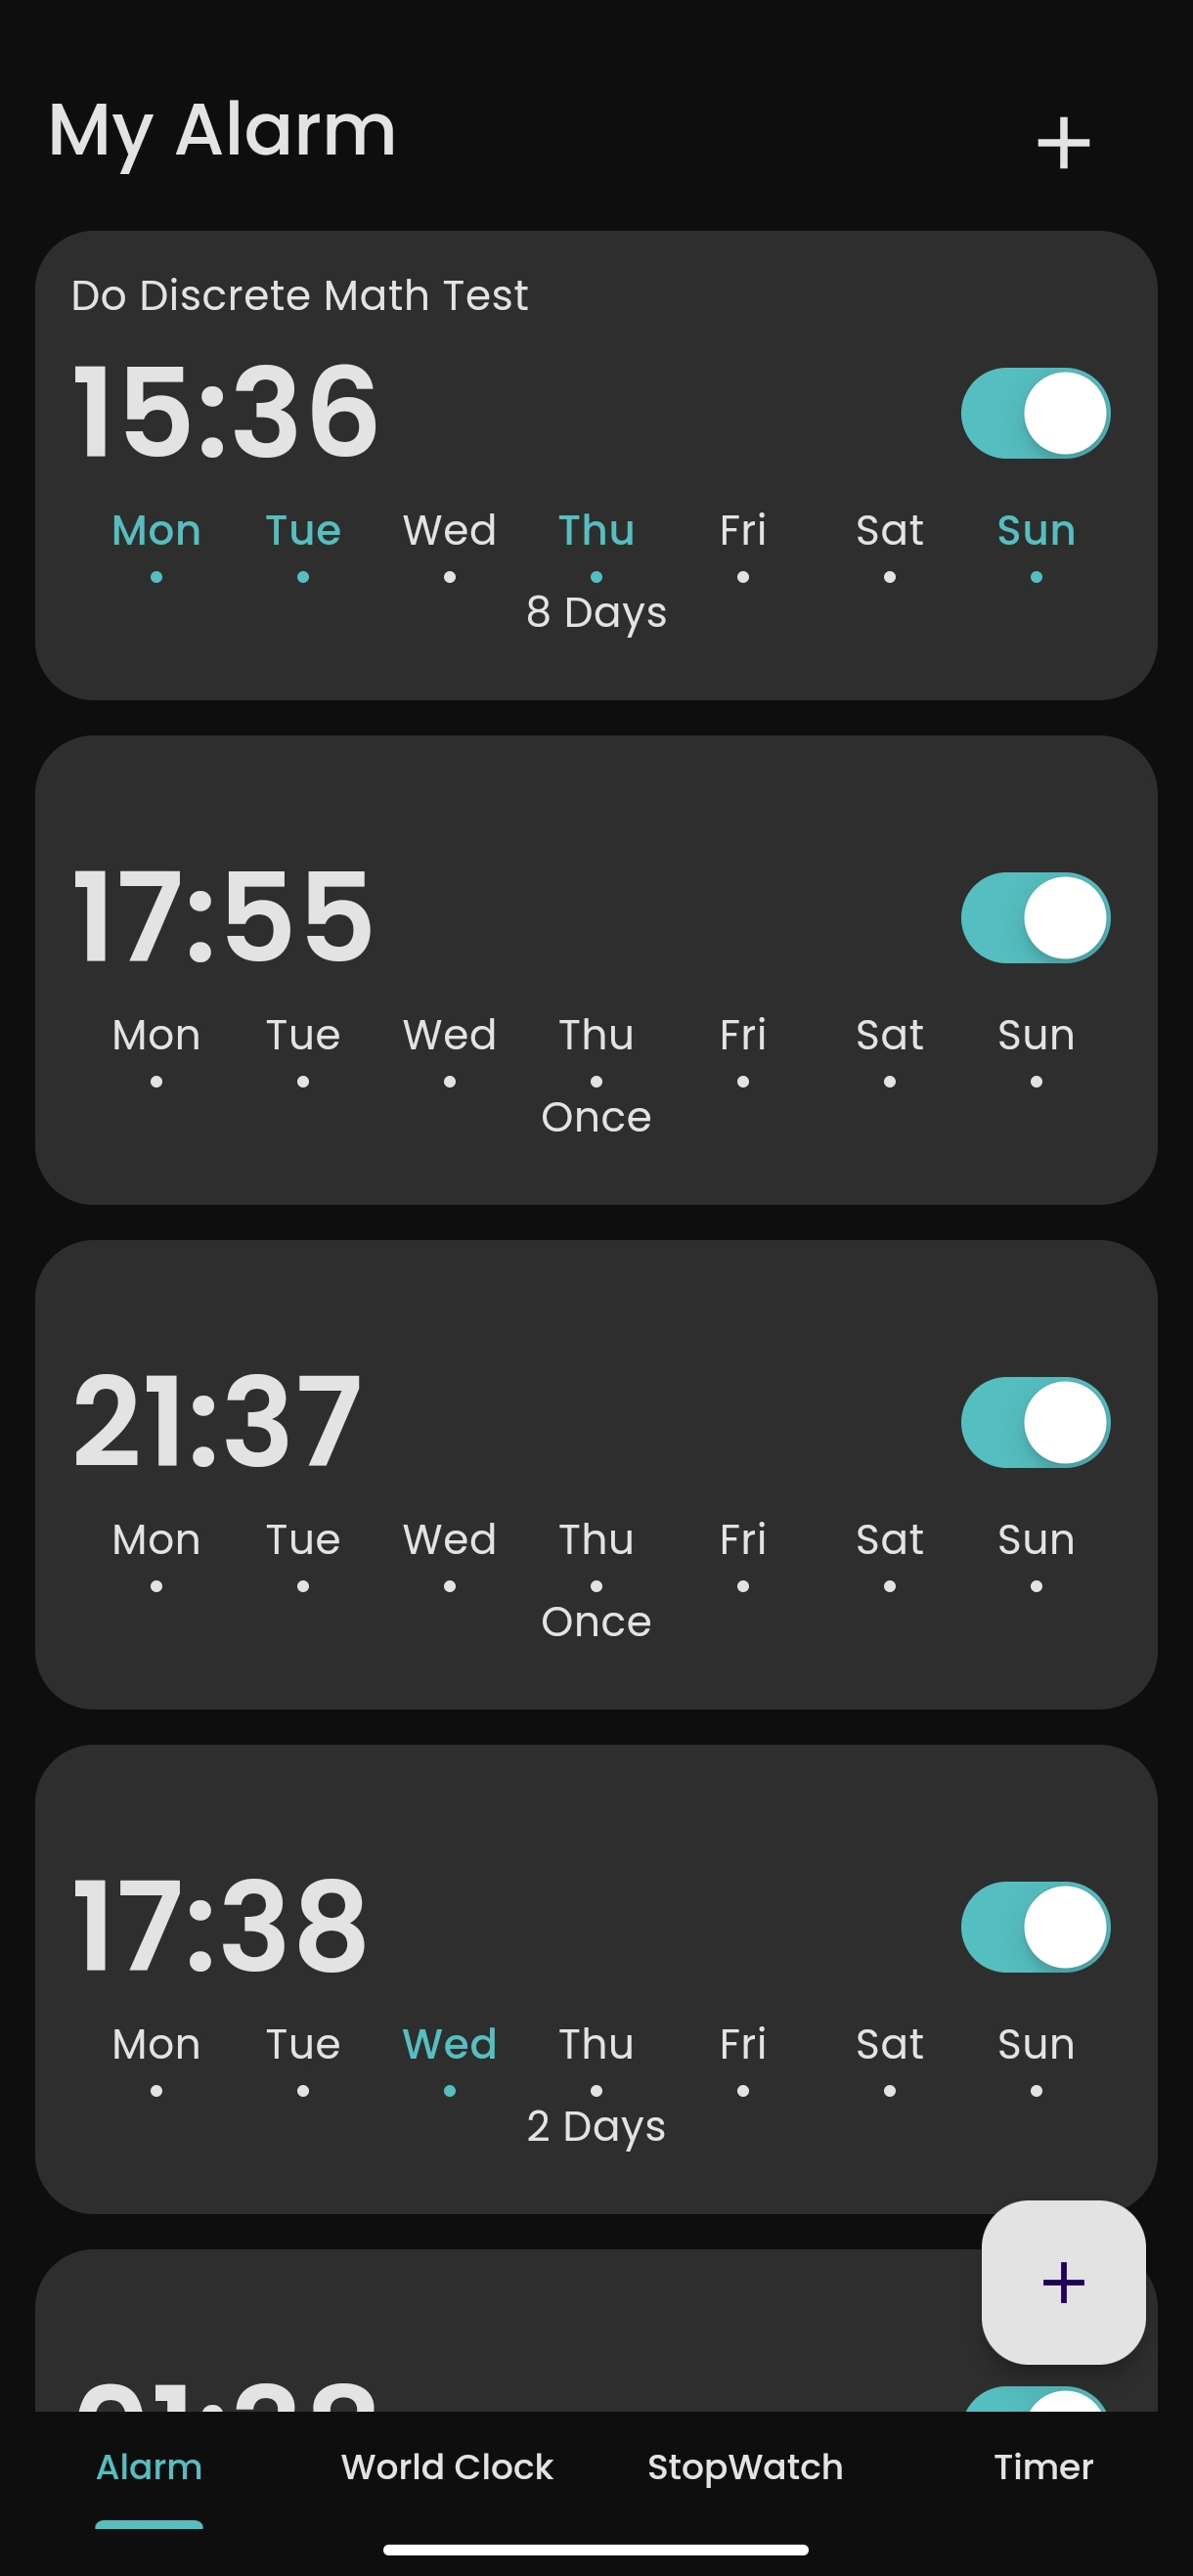 My Alarm
Do Discrete Math Test
15:36
Mon Tue Wed Thu Fri Sat Sun
8 Days
17:55
Mon Tue Wed Thu Fri Sat Sun
Once
21:37
Mon Tue Wed Thu Fri Sat Sun
Once
17:38
Mon Tue Wed Thu Fri Sat Sun
2 Days
Alarm World Clock StopWatch Timer